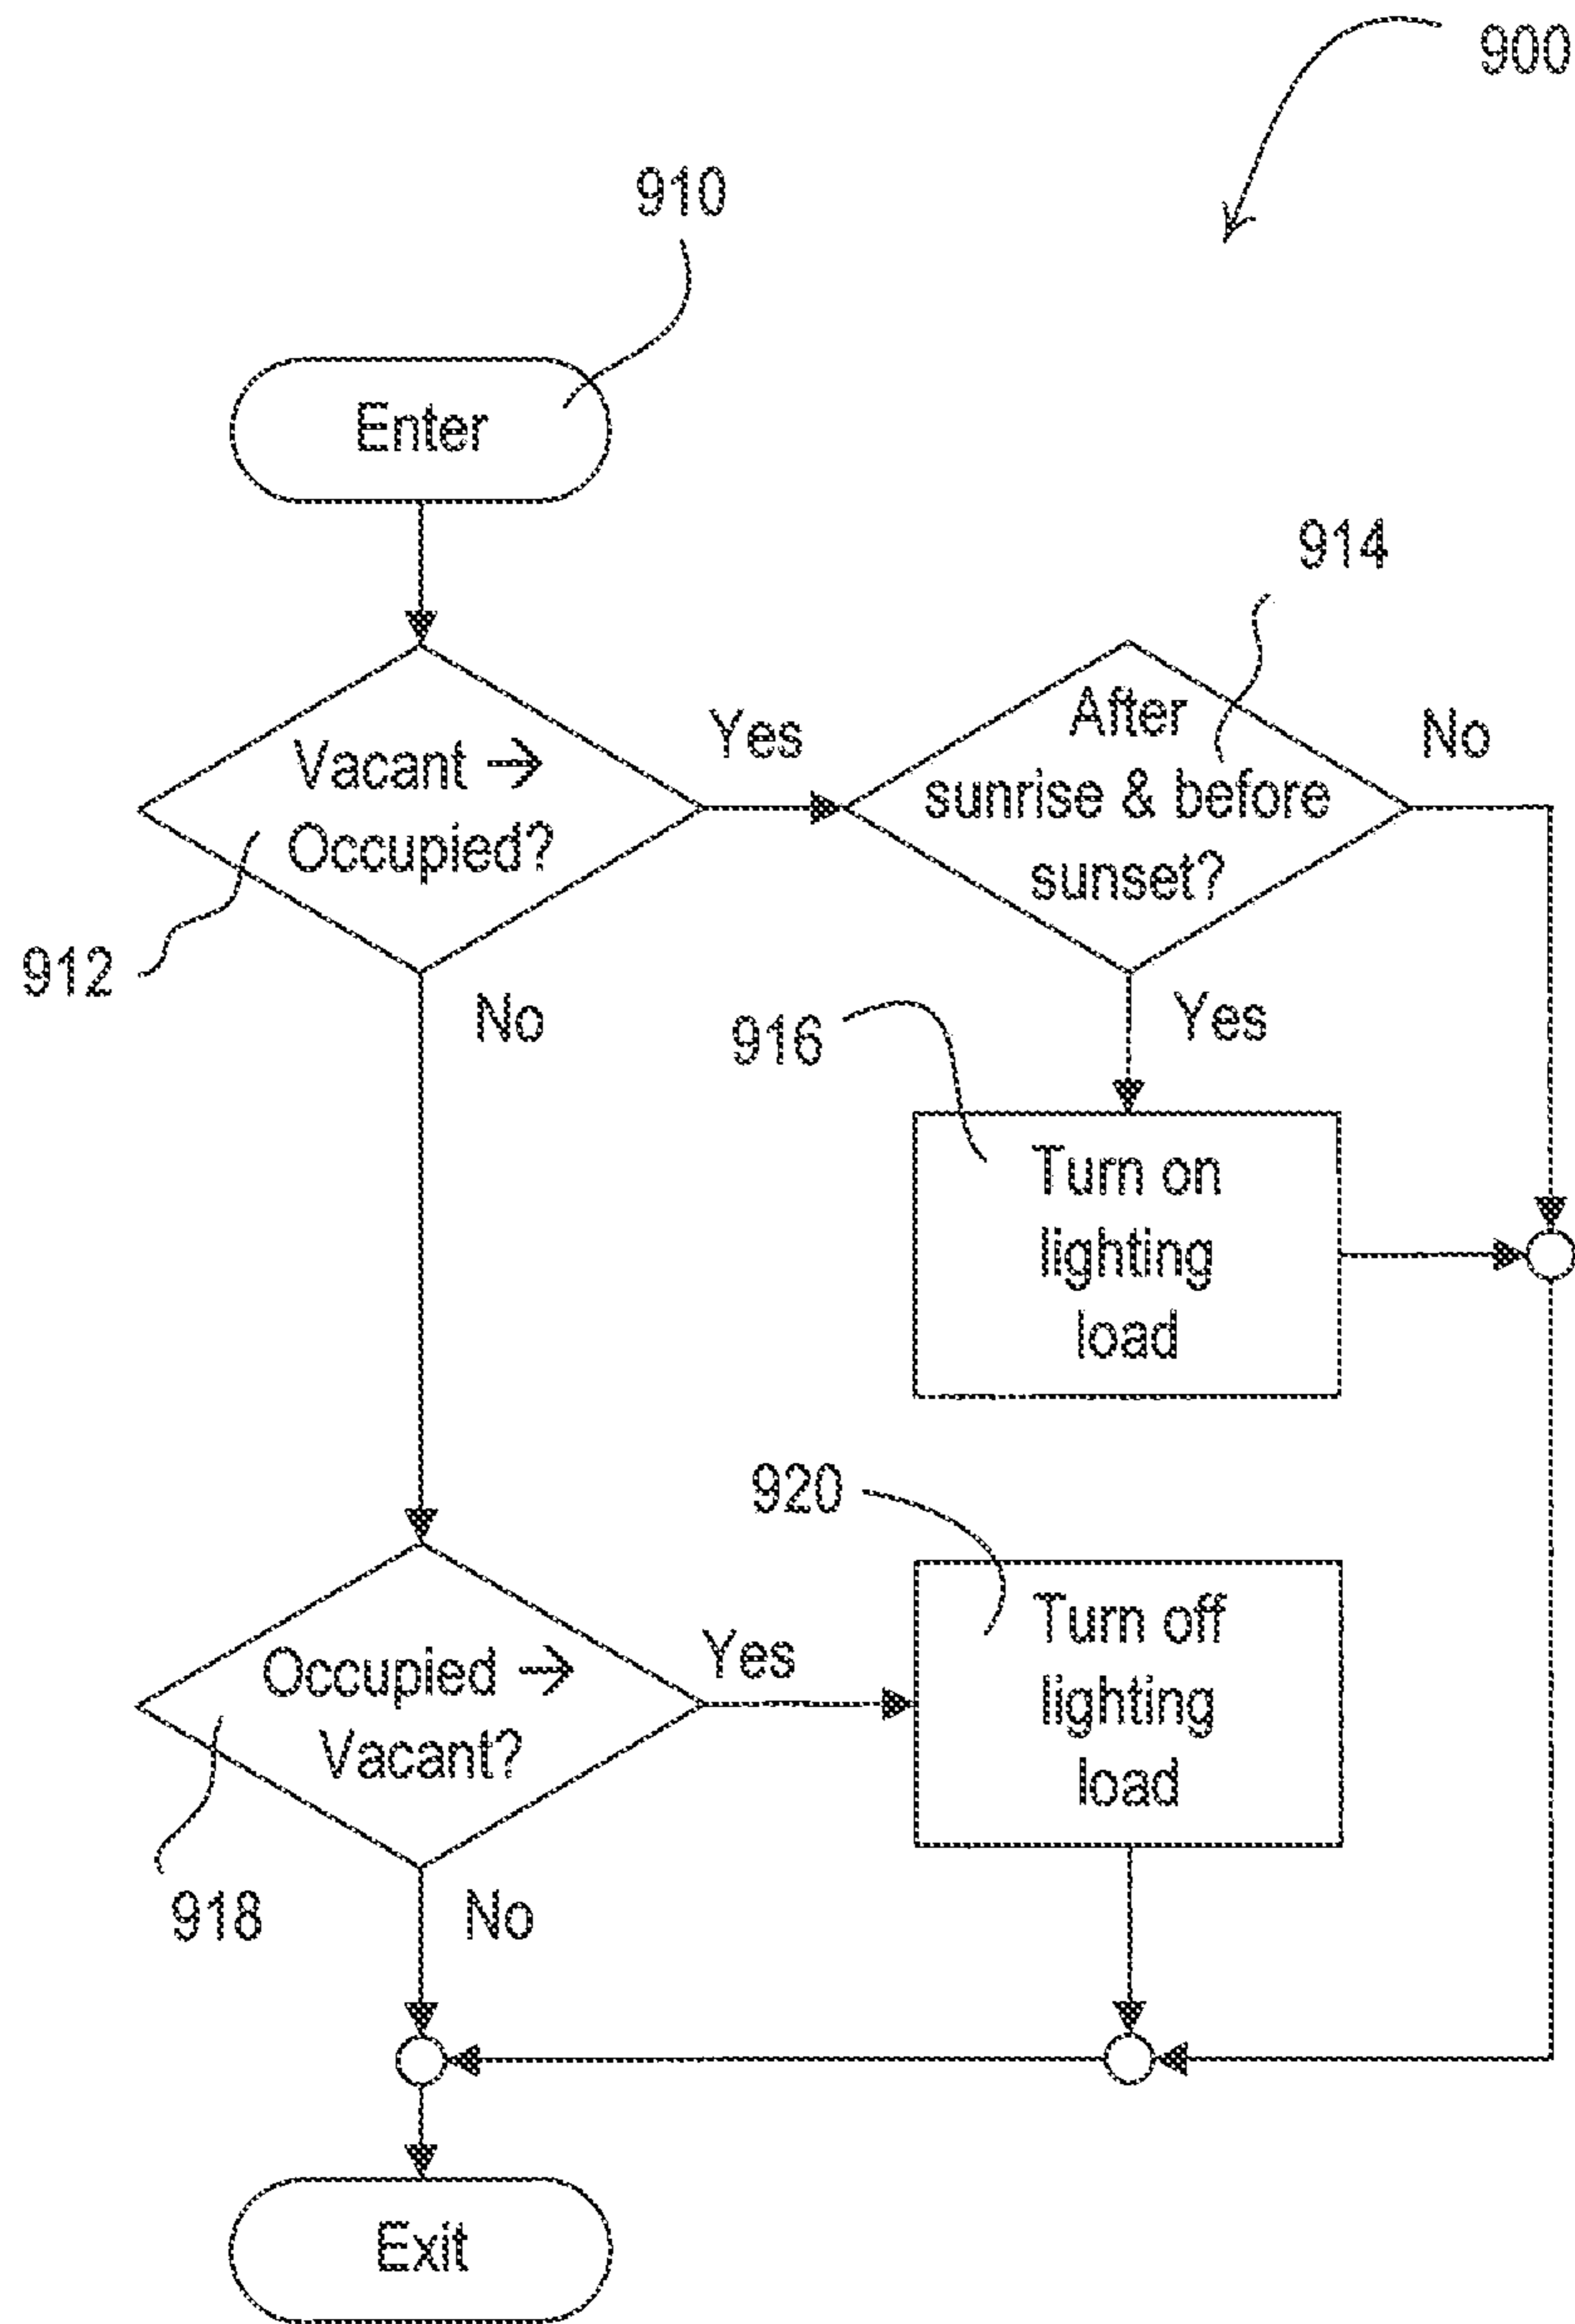 900
910
Enter
914
Vacant →
Occupied?
Yes
After
sunrise & before
sunset?
No
912
No
Yes
916
Turn on
lighting
load
920
Occupied →
Vacant?
Yes
Turn off
lighting
load
918
No
Exit